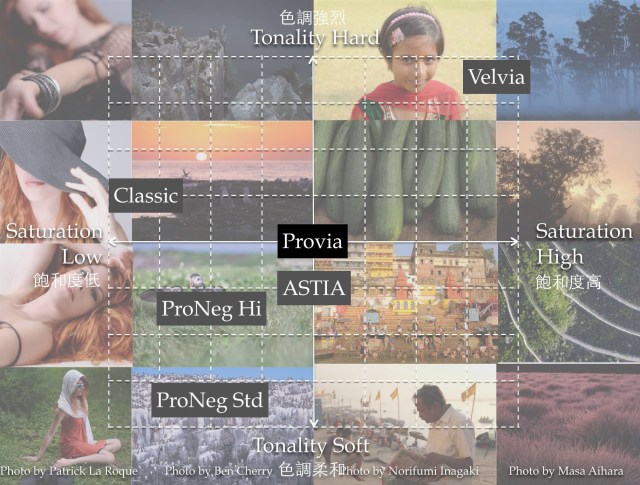 色調強烈
Tonality Hard
Velvia
Classic
Saturation
Low
飽和度低
Provia
Saturation
High
飽和度高
ASTIA
ProNeg Hi
ProNeg Std
Tonality Soft
色調柔和
Photo by Patrick La Roque
Photo by Ben Cherry
Photo by Norifumi Inagaki
Photo by Masa Aihara